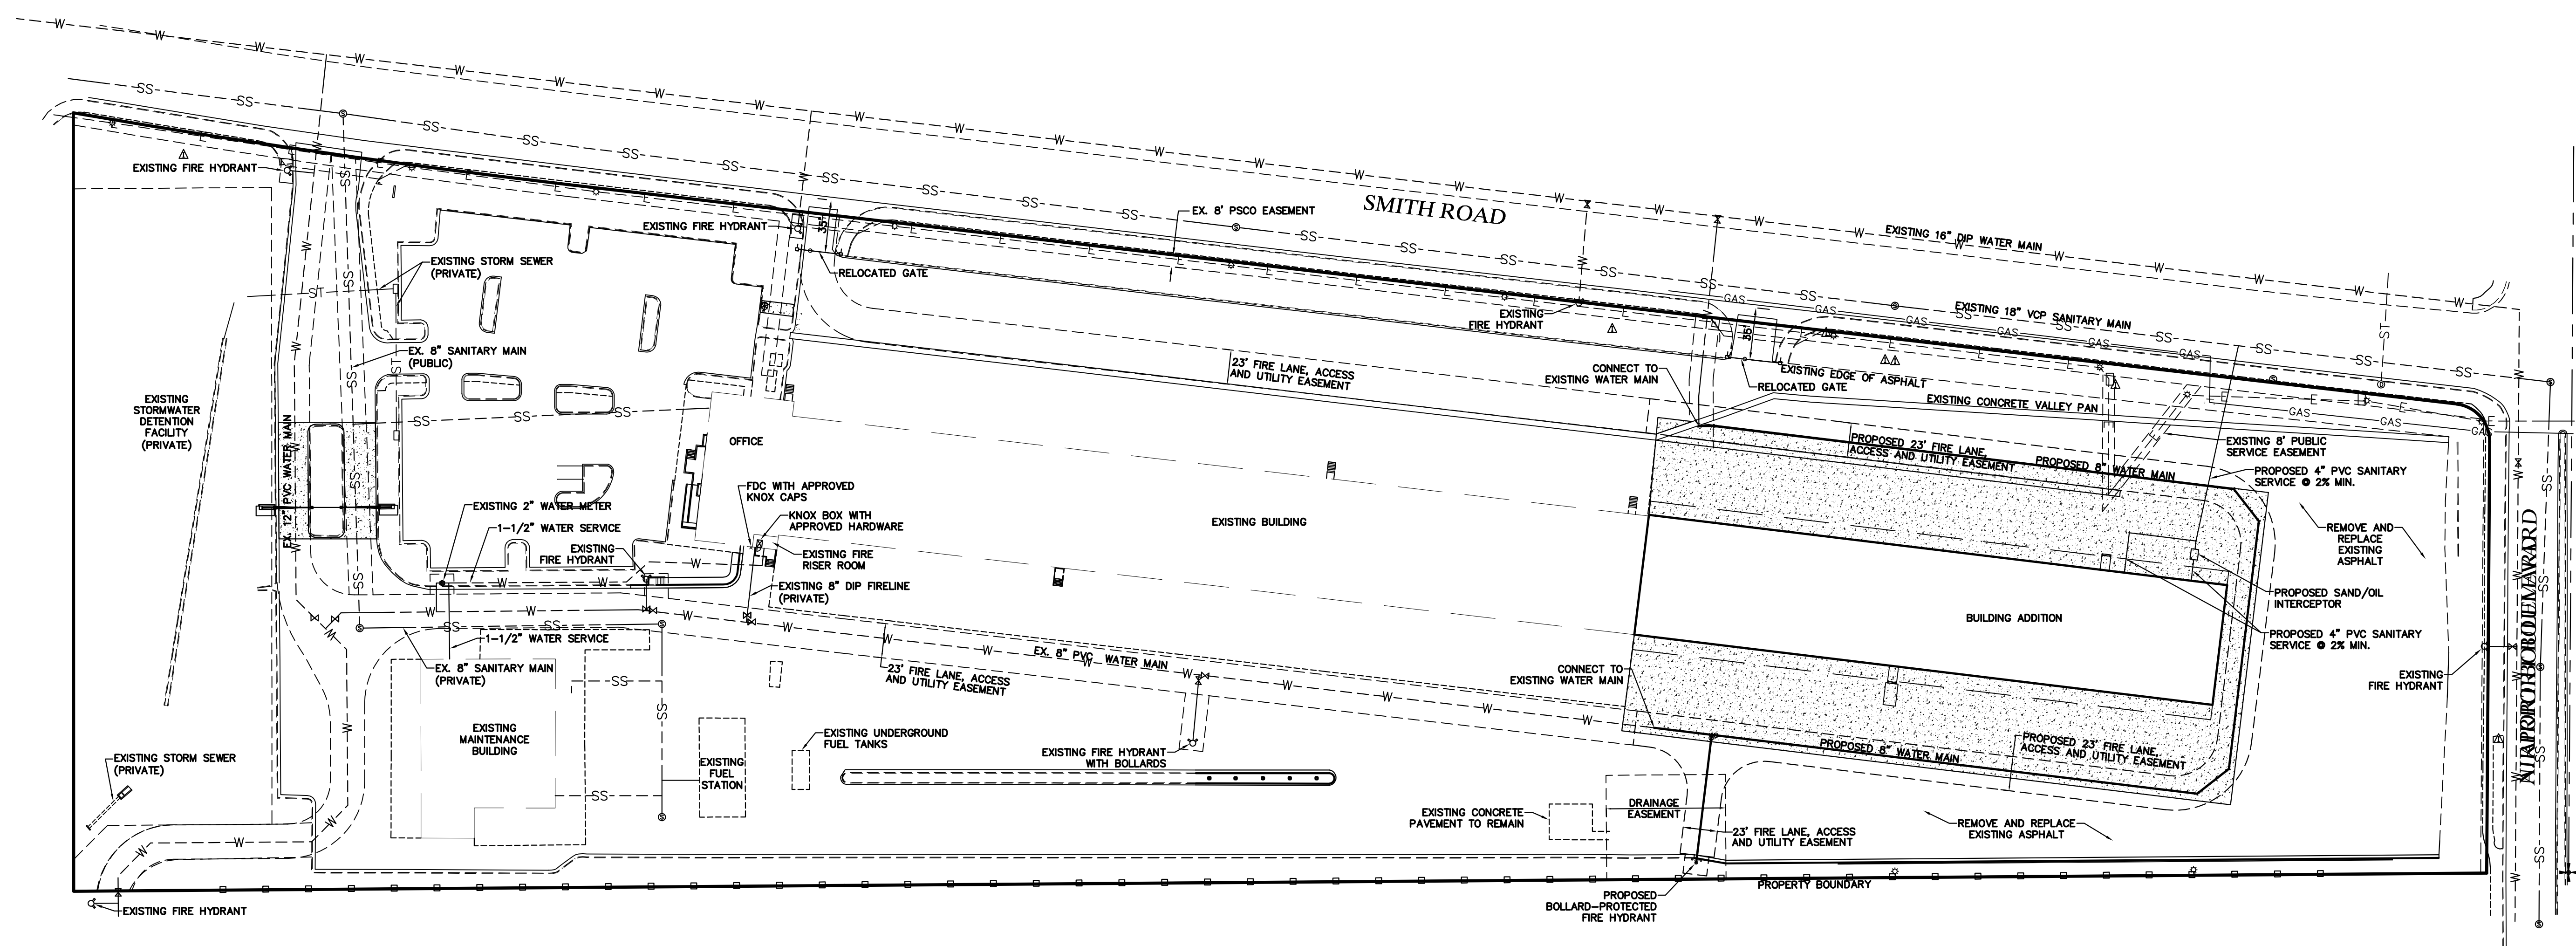 SMITH ROAD
EXISTING FIRE HYDRANT
EXISTING FIRE HYDRANT
35'
RELOCATED GATE
EX. 8' PSCO EASEMENT
EXISTING 16" DIP WATER MAIN
EXISTING 18" VCP SANITARY MAIN
EXISTING STORM SEWER
(PRIVATE)
EX. 8" SANITARY MAIN
(PUBLIC)
EXISTING
STORMWATER
DETENTION
FACILITY
(PRIVATE)
EX. 12" PVC WATER MAIN
EXISTING
FIRE HYDRANT
35'
23' FIRE LANE, ACCESS
AND UTILITY EASEMENT
CONNECT TO
EXISTING WATER MAIN
EXISTING EDGE OF ASPHALT
RELOCATED GATE
EXISTING CONCRETE VALLEY PAN
OFFICE
EXISTING BUILDING
PROPOSED 23' FIRE LANE,
ACCESS AND UTILITY EASEMENT
PROPOSED 8" WATER MAIN
EXISTING 8' PUBLIC
SERVICE EASEMENT
PROPOSED 4" PVC SANITARY
SERVICE @ 2% MIN.
REMOVE AND
REPLACE
EXISTING
ASPHALT
PROPOSED SAND/OIL
INTERCEPTOR
PROPOSED 4" PVC SANITARY
SERVICE @ 2% MIN.
EXISTING
FIRE HYDRANT
FDC WITH APPROVED
KNOX CAPS
KNOX BOX WITH
APPROVED HARDWARE
EXISTING 2" WATER METER
1-1/2" WATER SERVICE
EXISTING
FIRE HYDRANT
EXISTING FIRE
RISER ROOM
EXISTING 8" DIP FIRELINE
(PRIVATE)
BUILDING ADDITION
1-1/2" WATER SERVICE
EX. 8" SANITARY MAIN
(PRIVATE)
23' FIRE LANE, ACCESS
AND UTILITY EASEMENT
EX. 8" PVC WATER MAIN
CONNECT TO
EXISTING WATER MAIN
EXISTING
MAINTENANCE
BUILDING
EXISTING
FUEL
STATION
EXISTING UNDERGROUND
FUEL TANKS
EXISTING FIRE HYDRANT
WITH BOLLARDS
PROPOSED 8" WATER MAIN
PROPOSED 23' FIRE LANE,
ACCESS AND UTILITY EASEMENT
EXISTING STORM SEWER
(PRIVATE)
EXISTING CONCRETE
PAVEMENT TO REMAIN
DRAINAGE
EASEMENT
23' FIRE LANE, ACCESS
AND UTILITY EASEMENT
REMOVE AND REPLACE
EXISTING ASPHALT
PROPERTY BOUNDARY
PROPOSED
BOLLARD-PROTECTED
FIRE HYDRANT
EXISTING FIRE HYDRANT